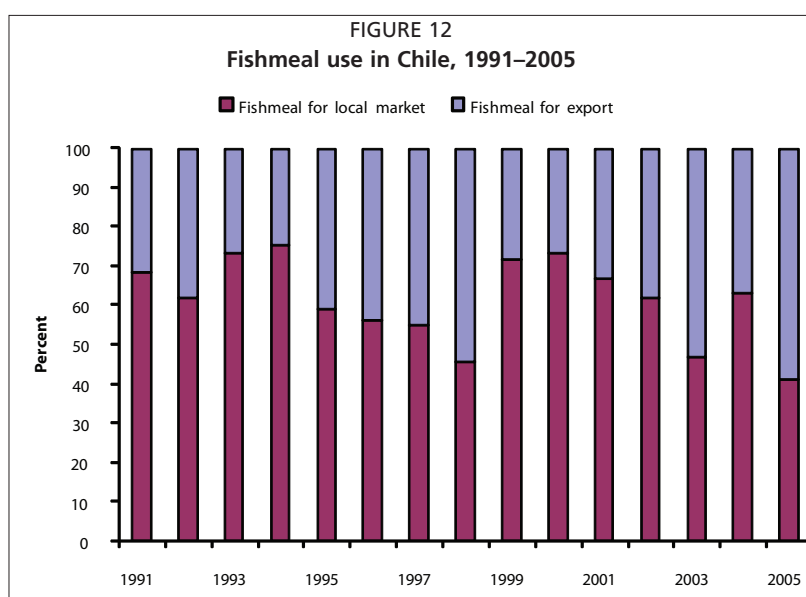 FIGURE 12
Fishmeal use in Chile, 1991–2005
Fishmeal for local market Fishmeal for export
100
90
80
70
60
50
40
30
20
10
0
Percent
1991 1993 1995 1997 1999 2001 2003 2005